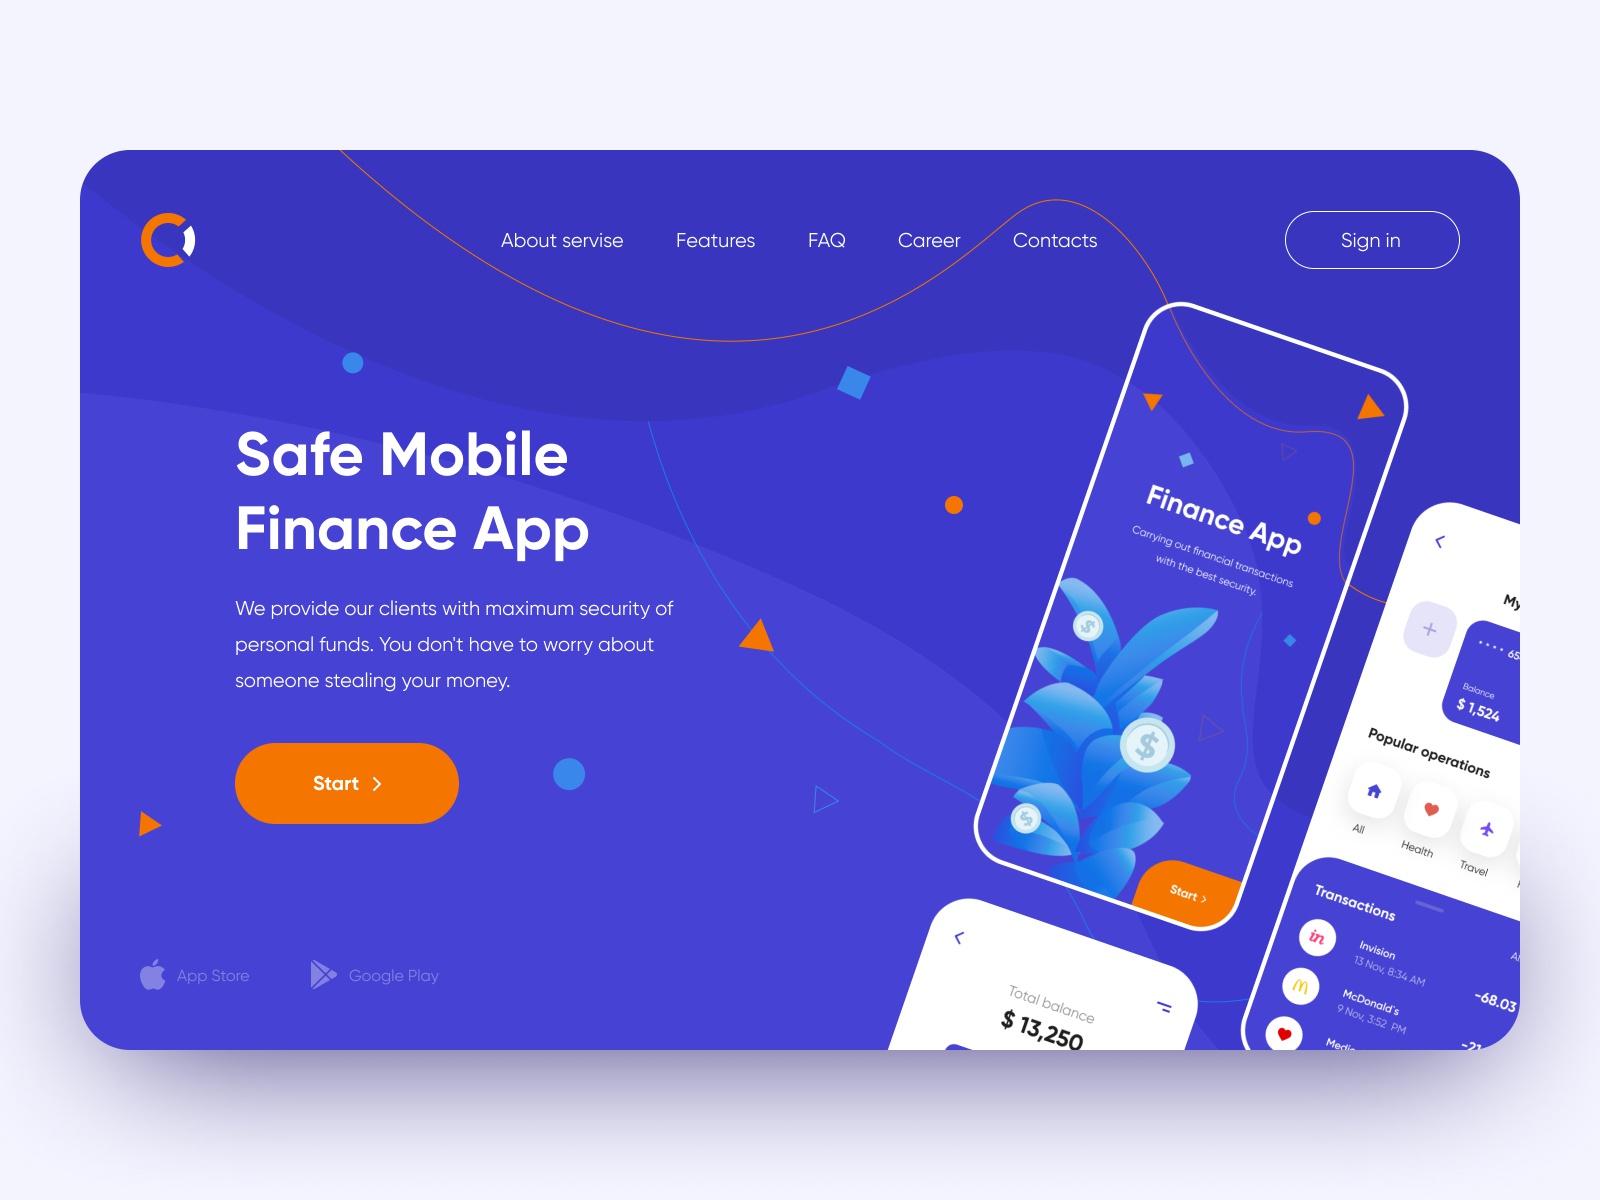 About servise
Features
FAQ
Career
Contacts
Sign in
Safe Mobile
Finance App
We provide our clients with maximum security of
personal funds. You don't have to worry about
someone stealing your money.
Start
App Store
Google Play
Finance App
Carrying out financial transactions
with the best security.
Start
Total balance
$ 13,250
My
Balance
$ 1,524
Popular operations
All
Health
Travel
Transactions
in
Invision
13 Nov, 8:34 AM
-68.03
McDonald's
9 Nov, 3:52 PM